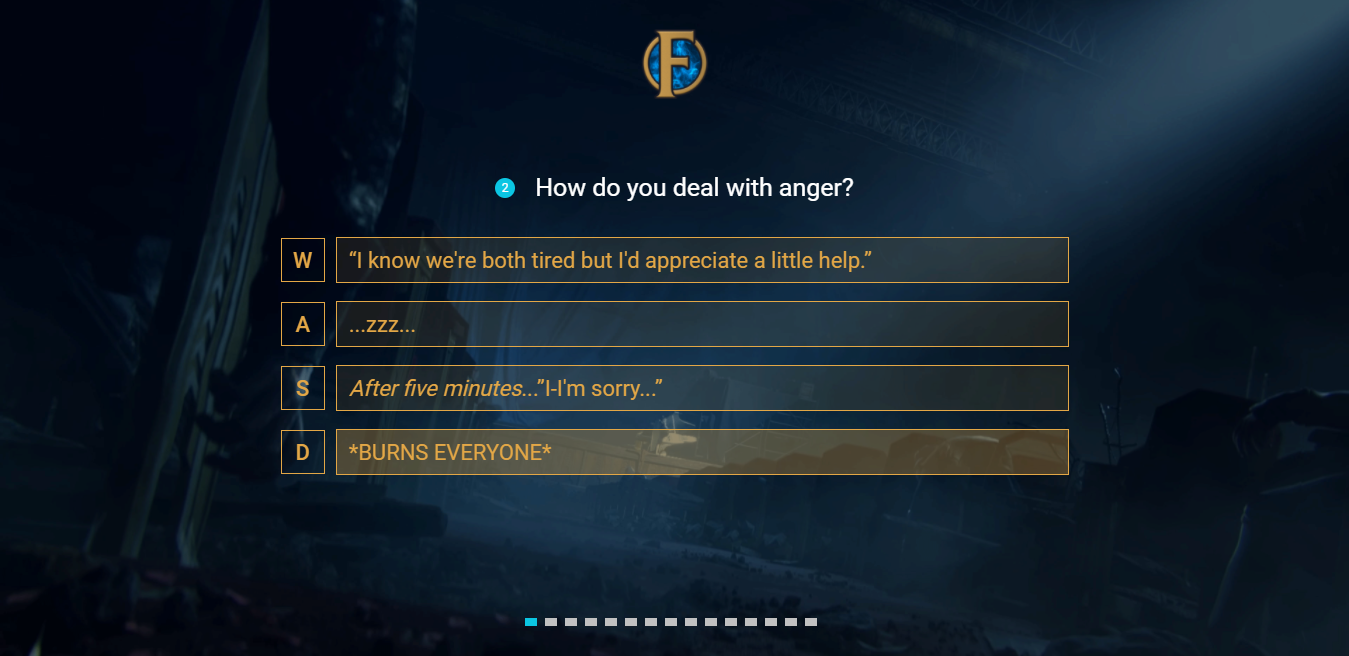 F
2 How do you deal with anger?
W “I know we're both tired but I'd appreciate a little help.”
A ...zzz...
S After five minutes...”I-I'm sorry...”
D *BURNS EVERYONE*